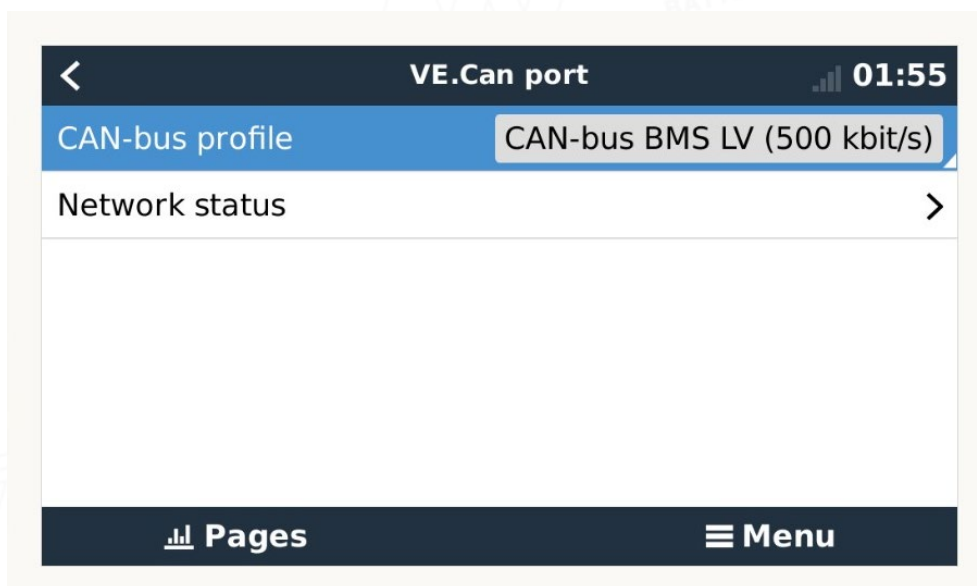 VE.Can port 01:55
CAN-bus profile CAN-bus BMS LV (500 kbit/s)
Network status
Pages Menu